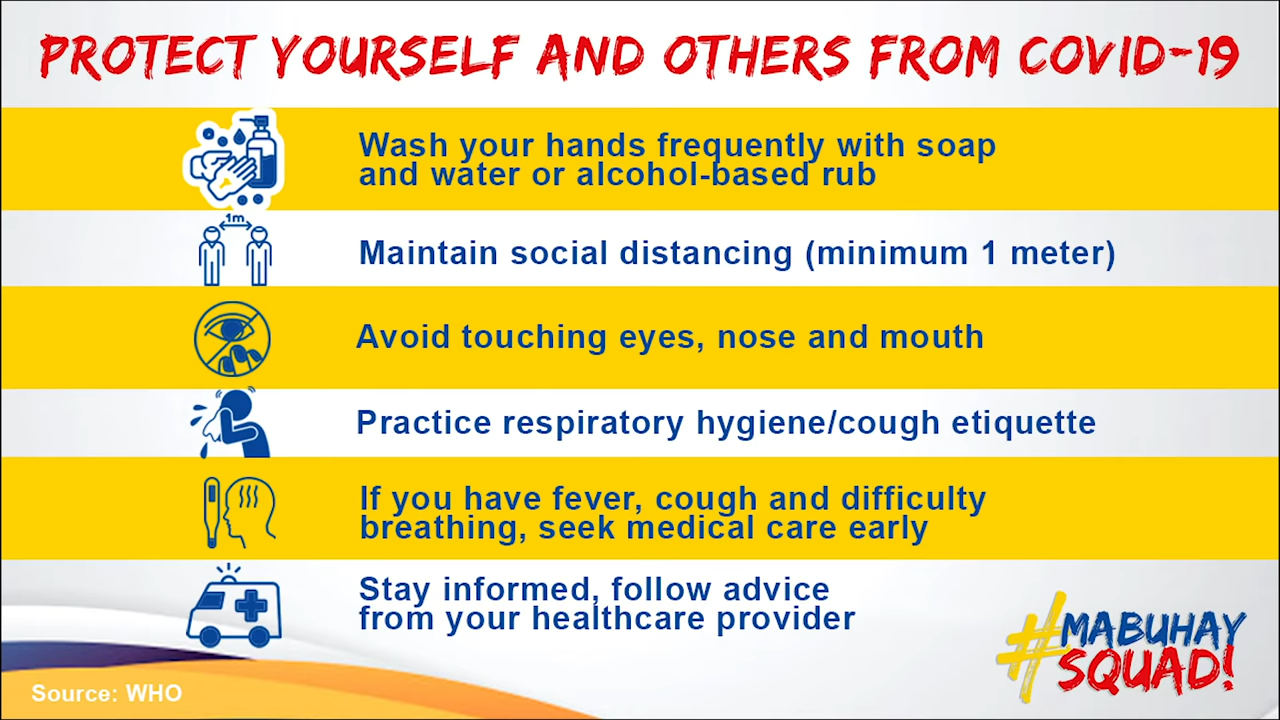 PROTECT YOURSELF AND OTHERS FROM COVID-19
Wash your hands frequently with soap
and water or alcohol-based rub
1m
Maintain social distancing (minimum 1 meter)
Avoid touching eyes, nose and mouth
Practice respiratory hygiene/cough etiquette
If you have fever, cough and difficulty
breathing, seek medical care early
Stay informed, follow advice
from your healthcare provider
#MABUHAY
SQUAD!
Source: WHO